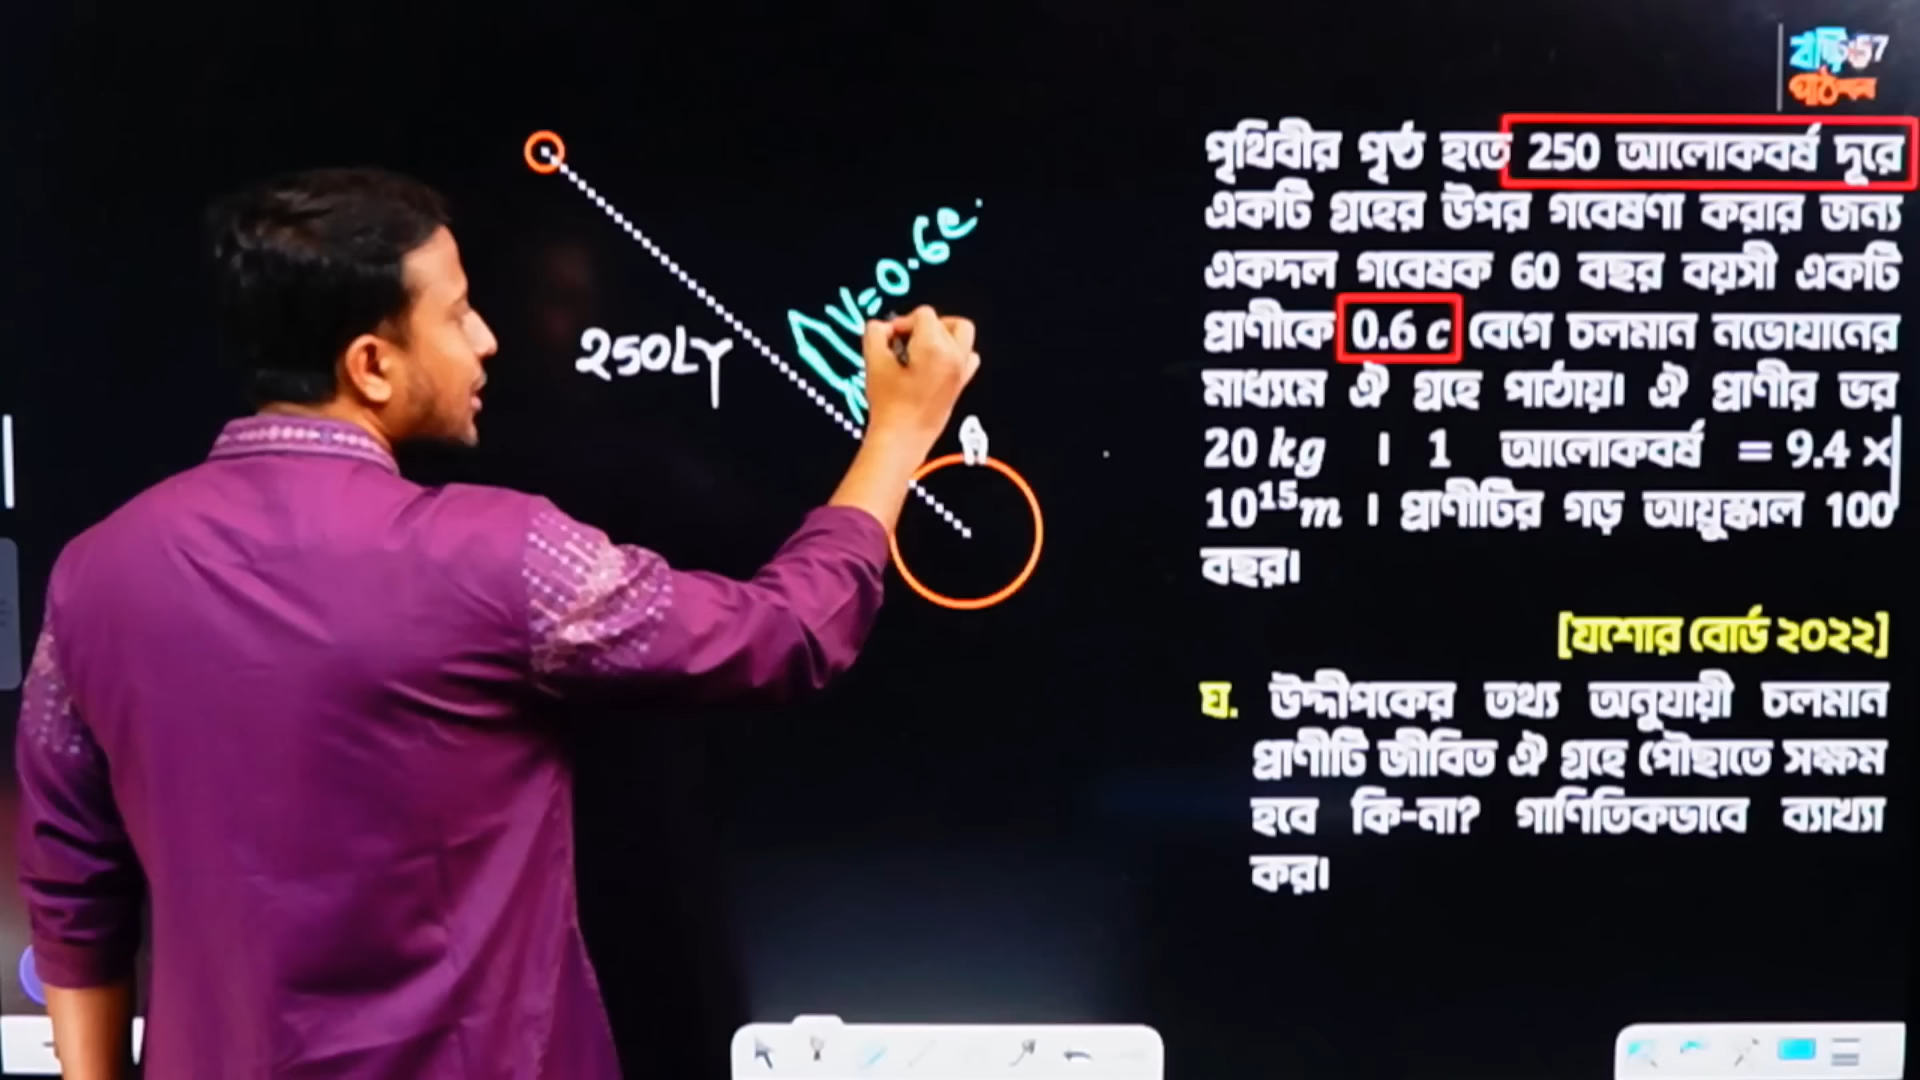 পৃথিবীর পৃষ্ঠ হতে 250 আলোকবর্ষ দূরে
একটি গ্রহের উপর গবেষণা করার জন্য
একদল গবেষক 60 বছর বয়সী একটি
প্রাণীকে 0.6 c বেগে চলমান নভোযানের
মাধ্যমে ঐ গ্রহে পাঠায়। ঐ প্রাণীর ভর
20 kg । 1 আলোকবর্ষ = 9.4 ×
10¹⁵m । প্রাণীটির গড় আয়ুস্কাল 100
বছর।
[যশোর বোর্ড ২০২২]
ঘ. উদ্দীপকের তথ্য অনুযায়ী চলমান
প্রাণীটি জীবিত ঐ গ্রহে পৌছাতে সক্ষম
হবে কি-না? গাণিতিকভাবে ব্যাখ্যা
কর।
250LY
V=0.6c
A